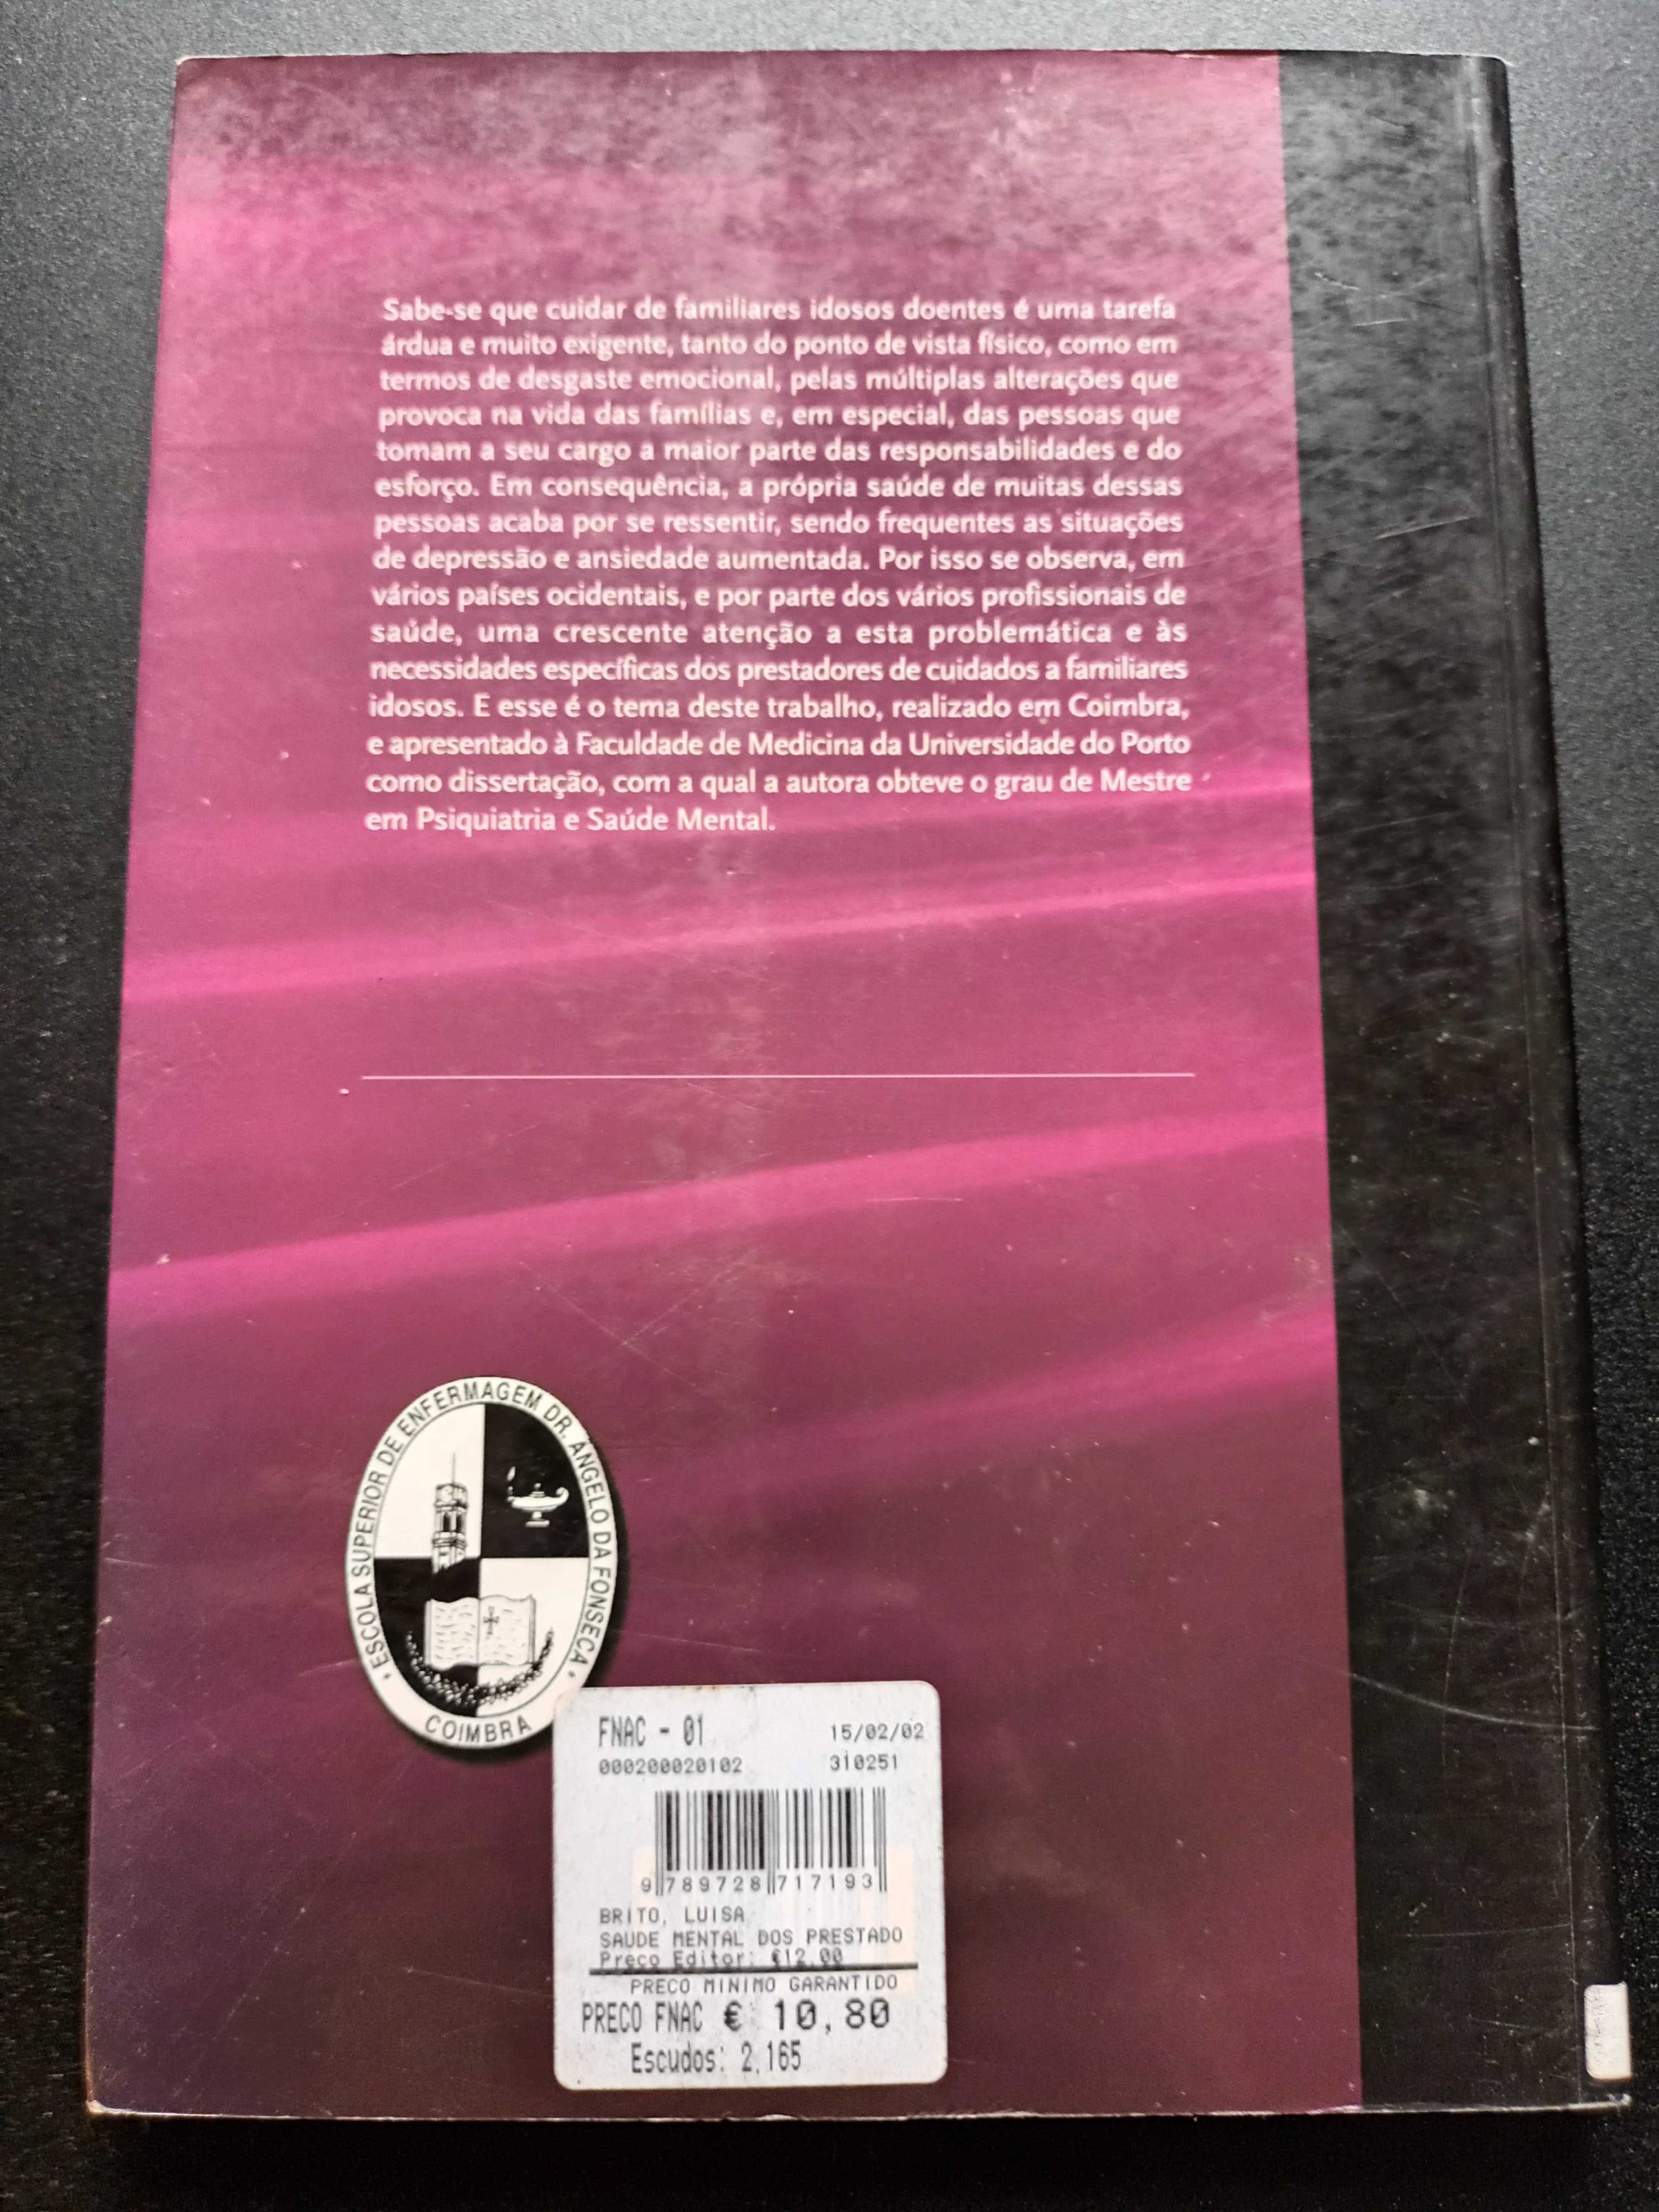 Sabe-se que cuidar de familiares idosos doentes é uma tarefa
árdua e muito exigente, tanto do ponto de vista físico, como em
termos de desgaste emocional, pelas múltiplas alterações que
provoca na vida das famílias e, em especial, das pessoas que
tomam a seu cargo a maior parte das responsabilidades e do
esforço. Em consequência, a própria saúde de muitas dessas
pessoas acaba por se ressentir, sendo frequentes as situações
de depressão e ansiedade aumentada. Por isso se observa, em
vários países ocidentais, e por parte dos vários profissionais de
saúde, uma crescente atenção a esta problemática e às
necessidades específicas dos prestadores de cuidados a familiares
idosos. E esse é o tema deste trabalho, realizado em Coimbra,
e apresentado à Faculdade de Medicina da Universidade do Porto
como dissertação, com a qual a autora obteve o grau de Mestre
em Psiquiatria e Saúde Mental.
• ESCOLA SUPERIOR DE ENFERMAGEM DR. ANGELO DA FONSECA •
COIMBRA
FNAC - 01 15/02/02
000200020102 310251
9 789728 717193
BRITO, LUISA
SAUDE MENTAL DOS PRESTADO
Preco Editor: €12.00
PRECO MINIMO GARANTIDO
PRECO FNAC € 10,80
Escudos: 2,165